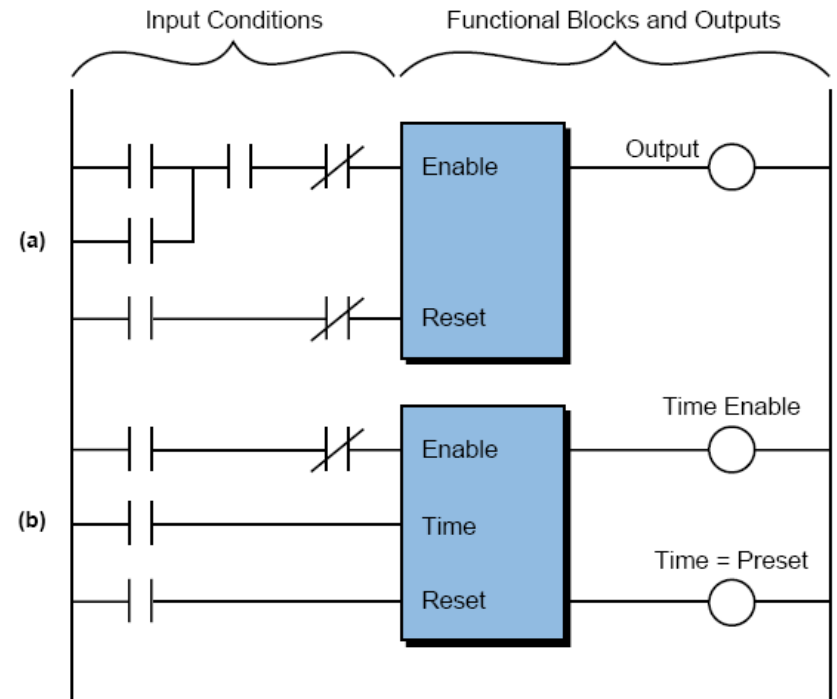 Input Conditions
Functional Blocks and Outputs
(a)
Enable
Output
Reset
(b)
Enable
Time Enable
Time
Time = Preset
Reset